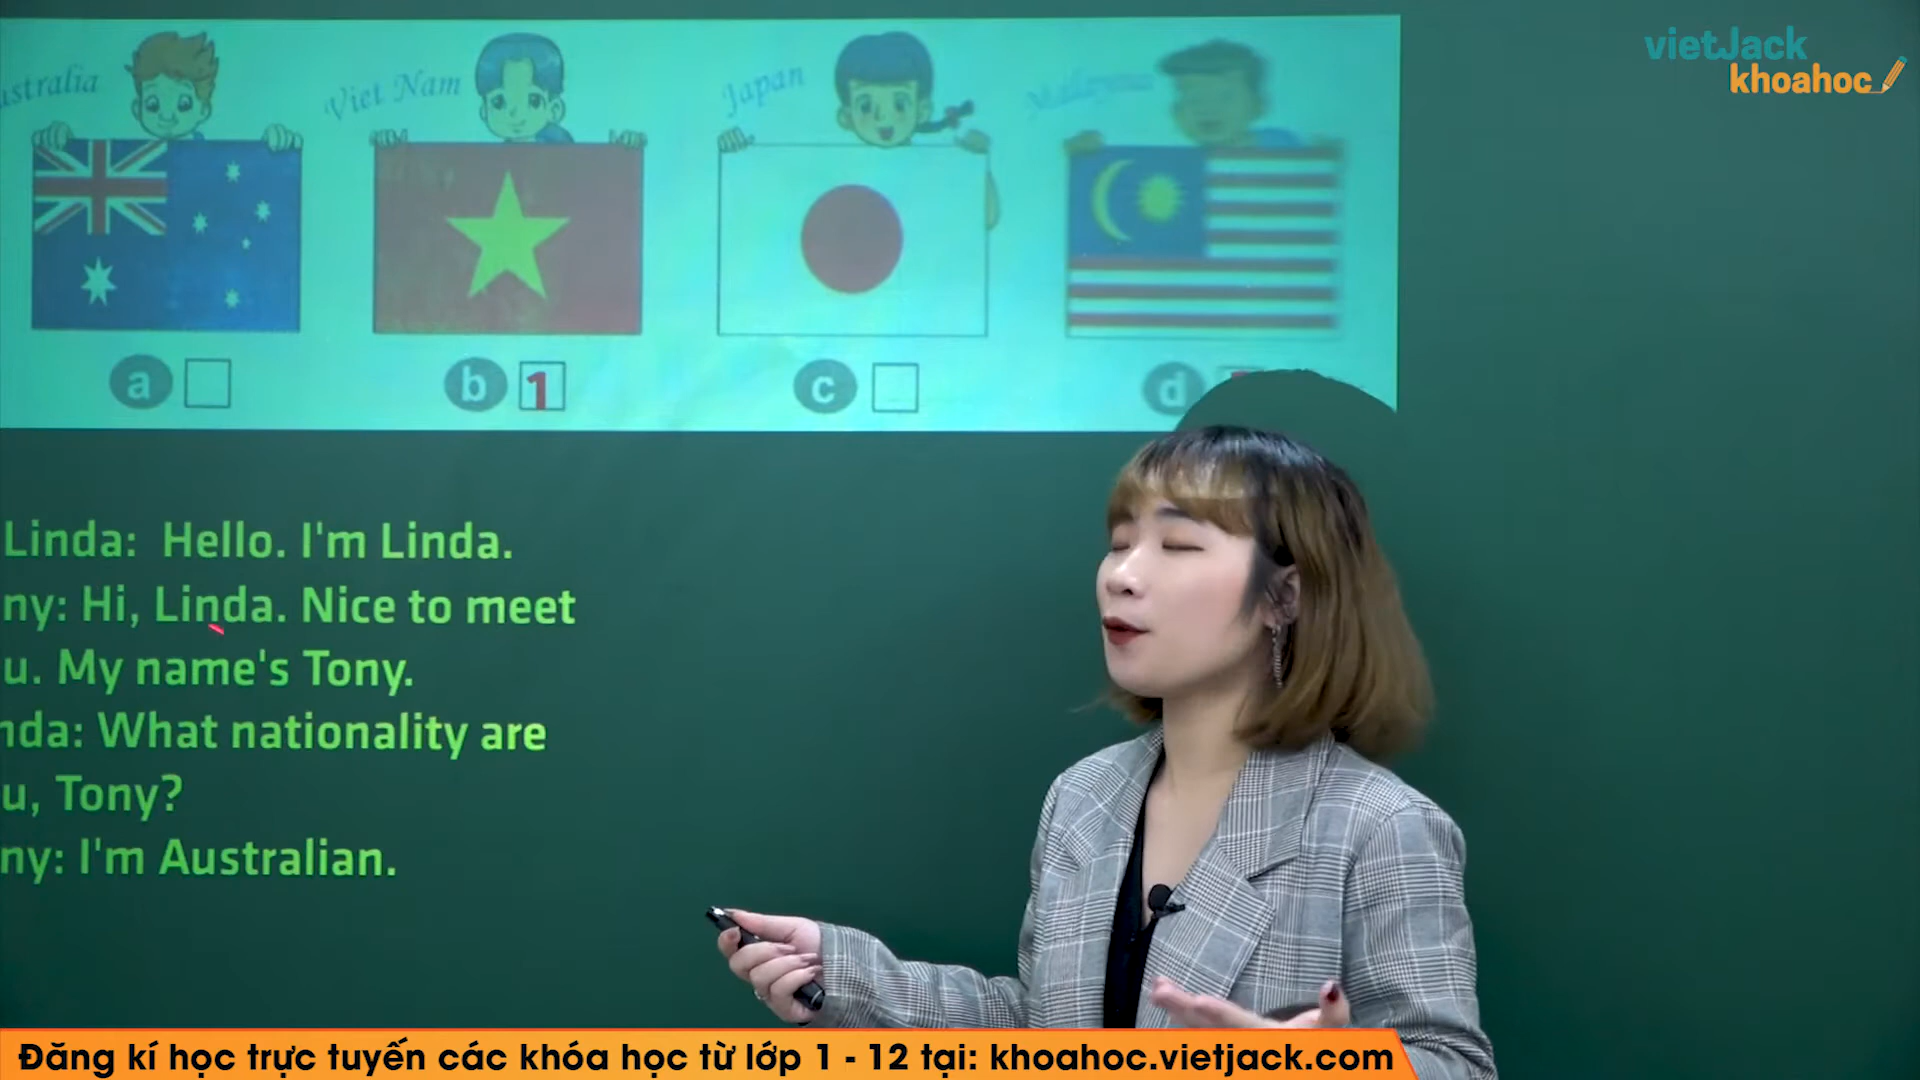 vietJack
khoahoc
ustralia
Viet Nam
Japan
Malaysia
a
b 1
c
d
Linda: Hello. I'm Linda.
ny: Hi, Linda. Nice to meet
u. My name's Tony.
nda: What nationality are
u, Tony?
ny: I'm Australian.
Đăng kí học trực tuyến các khóa học từ lớp 1 - 12 tại: khoahoc.vietjack.com